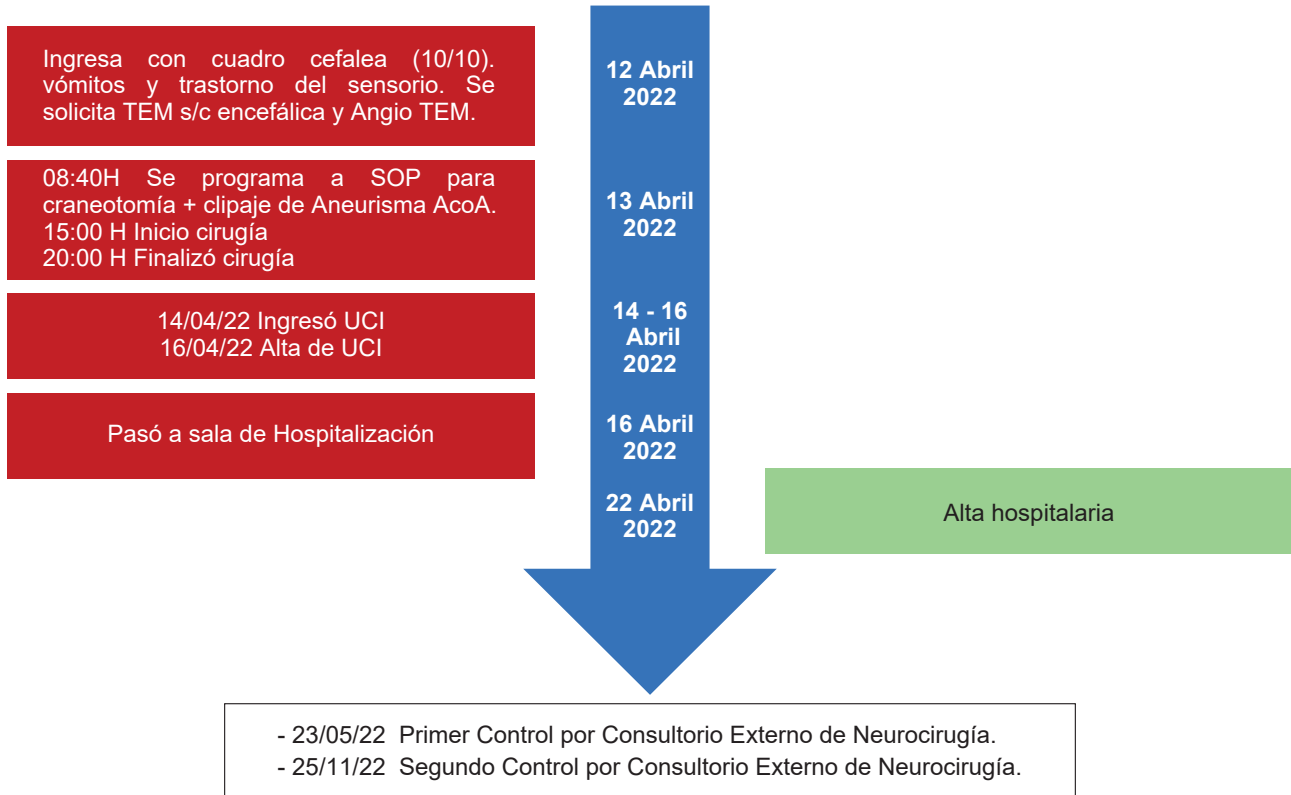 Ingresa con cuadro cefalea (10/10).
vómitos y trastorno del sensorio. Se
solicita TEM s/c encefálica y Angio TEM.
12 Abril
2022
08:40H Se programa a SOP para
craneotomía + clipaje de Aneurisma AcoA.
15:00 H Inicio cirugía
20:00 H Finalizó cirugía
13 Abril
2022
14/04/22 Ingresó UCI
16/04/22 Alta de UCI
14 - 16
Abril
2022
Pasó a sala de Hospitalización
16 Abril
2022
22 Abril
2022
Alta hospitalaria
- 23/05/22 Primer Control por Consultorio Externo de Neurocirugía.
- 25/11/22 Segundo Control por Consultorio Externo de Neurocirugía.